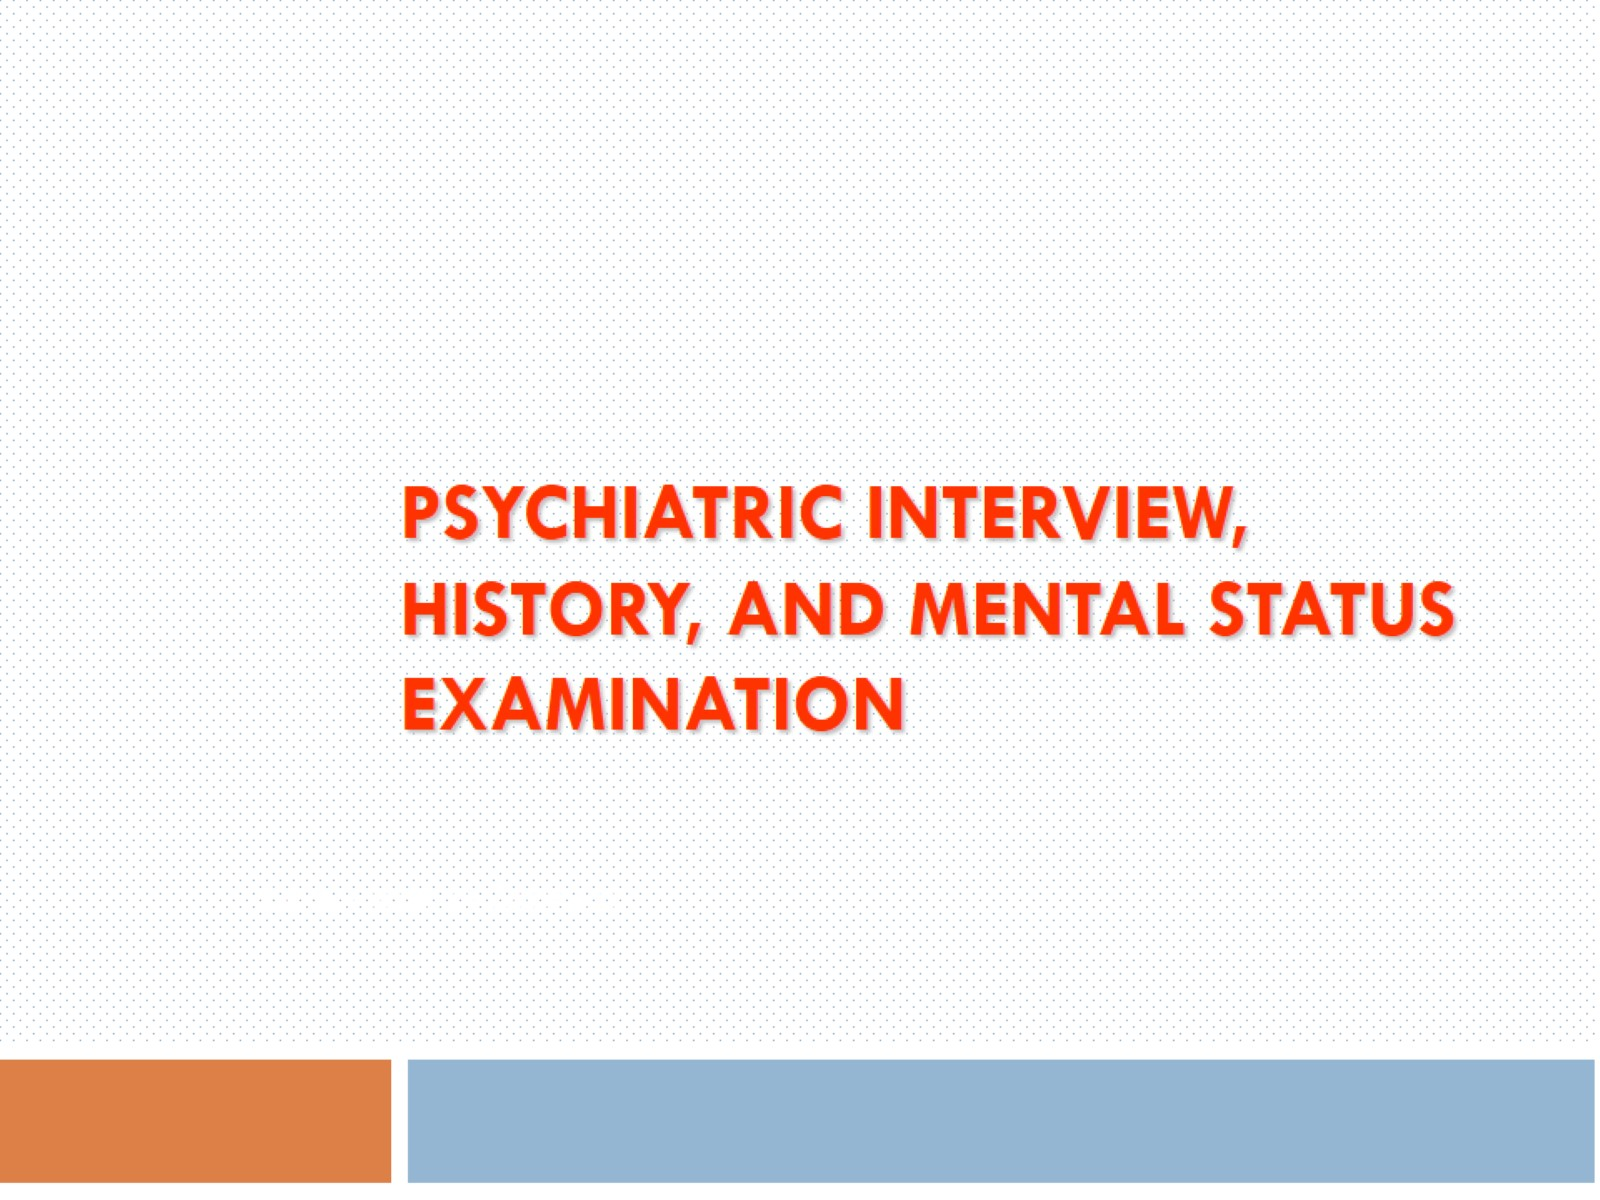 PSYCHIATRIC INTERVIEW,
HISTORY, AND MENTAL STATUS
EXAMINATION